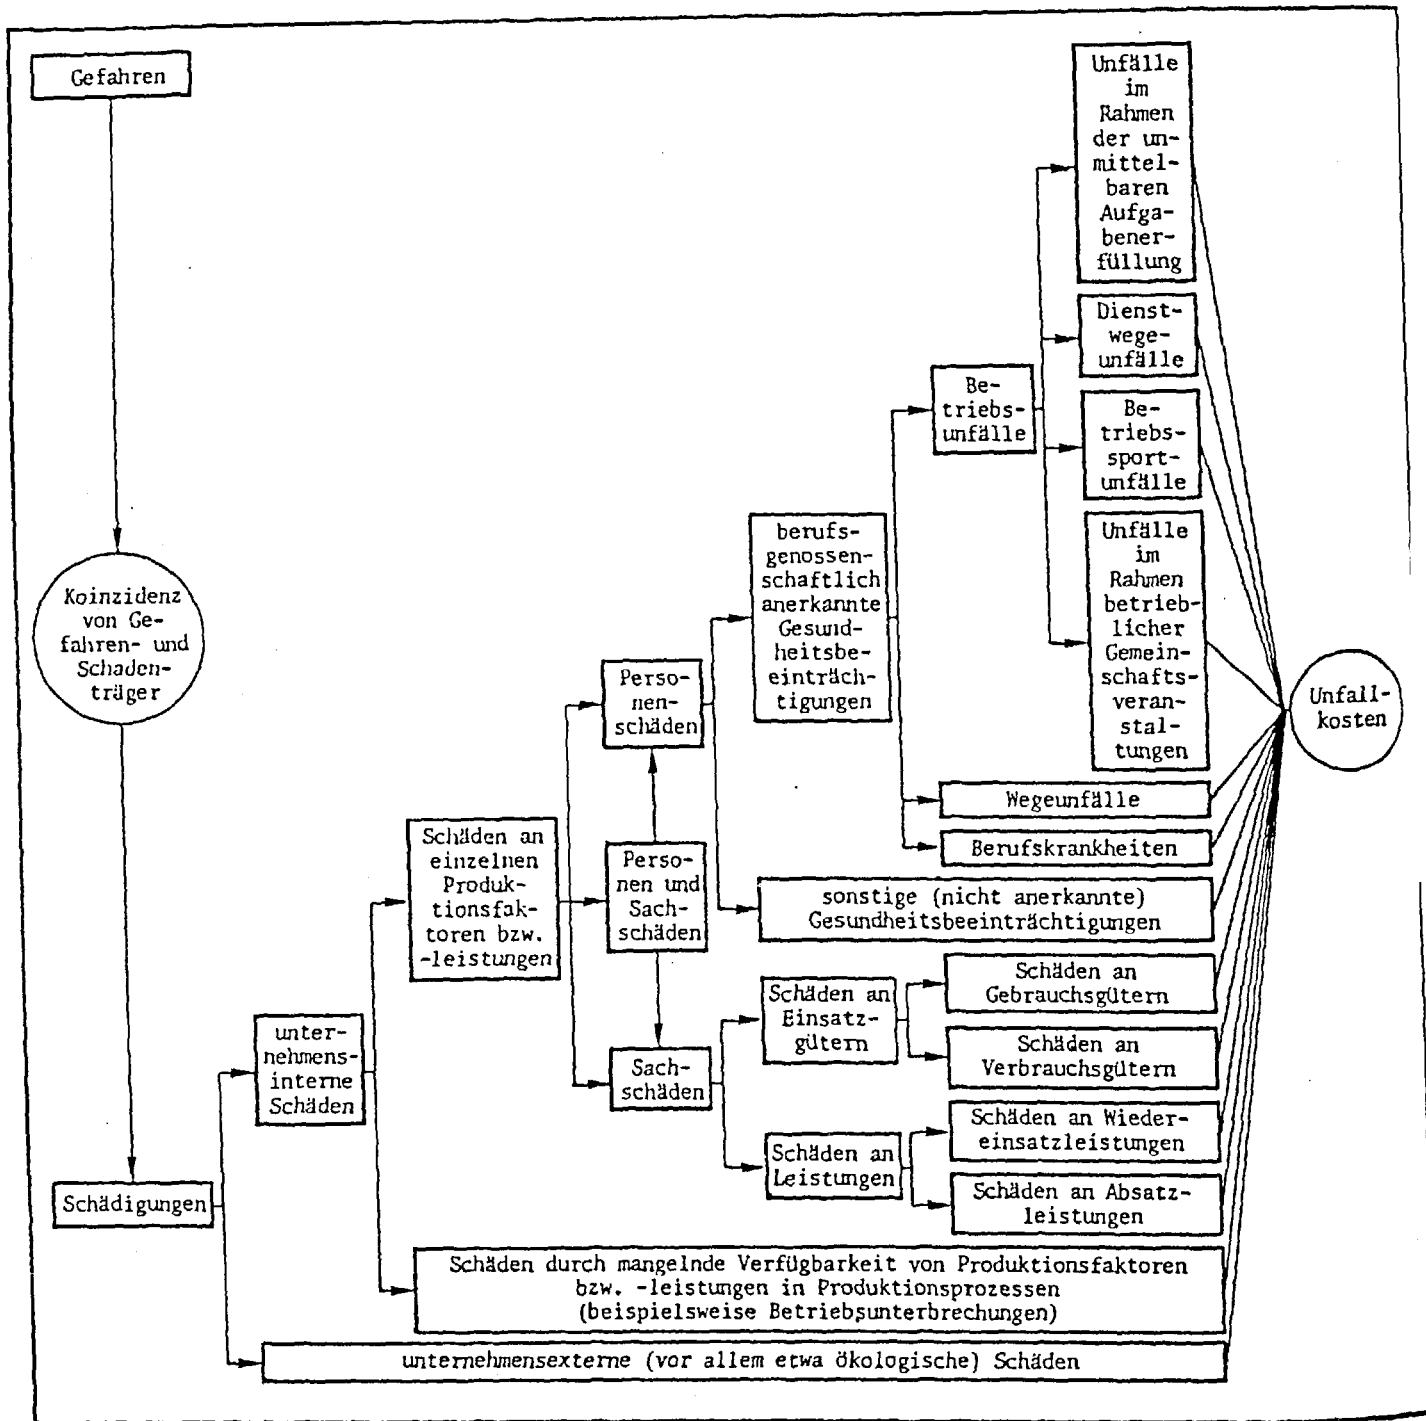 Gefahren
Koinzidenz
von Ge-
fahren- und
Schaden-
träger
Schädigungen
unter-
nehmens-
interne
Schäden
Schäden an
einzelnen
Produk-
tionsfak-
toren bzw.
-leistungen
Perso-
nen-
schäden
Perso-
nen und
Sach-
schäden
Sach-
schäden
berufs-
genossen-
schaftlich
anerkannte
Gesund-
heitsbe-
einträch-
tigungen
Be-
triebs-
unfälle
Unfälle
im
Rahmen
der un-
mittel-
baren
Aufga-
bener-
füllung
Dienst-
wege-
unfälle
Be-
triebs-
sport-
unfälle
Unfälle
im
Rahmen
betrieb-
licher
Gemein-
schafts-
veran-
stal-
tungen
Wegeunfälle
Berufskrankheiten
sonstige (nicht anerkannte)
Gesundheitsbeeinträchtigungen
Schäden an
Einsatz-
gütern
Schäden an
Gebrauchsgütern
Schäden an
Verbrauchsgütern
Schäden an
Leistungen
Schäden an Wieder-
einsatzleistungen
Schäden an Absatz-
leistungen
Schäden durch mangelnde Verfügbarkeit von Produktionsfaktoren
bzw. -leistungen in Produktionsprozessen
(beispielsweise Betriebsunterbrechungen)
unternehmensexterne (vor allem etwa ökologische) Schäden
Unfall-
kosten